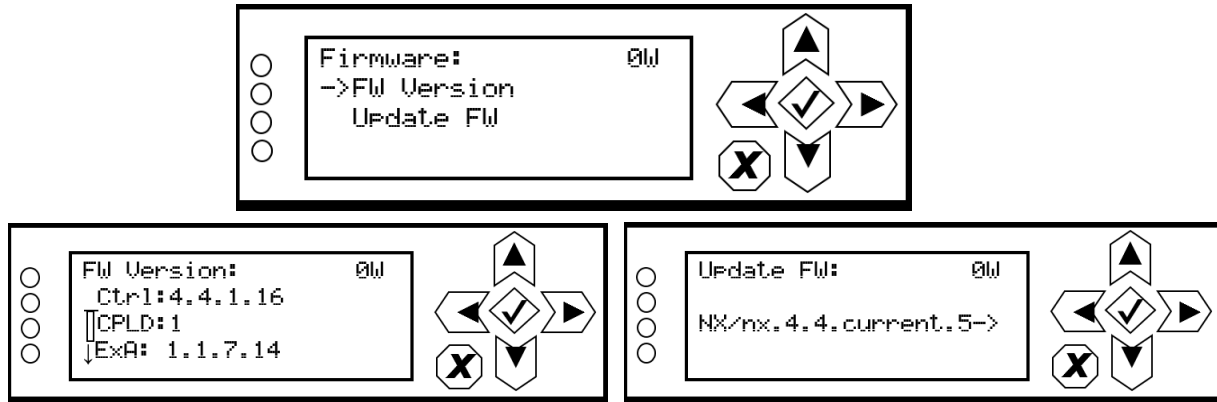 Firmware: 0W
->FW Version
Update FW
X
FW Version: 0W
Ctrl:4.4.1.16
CPLD:1
ExA: 1.1.7.14
X
Update FW: 0W
NX/nx.4.4.current.5->
X